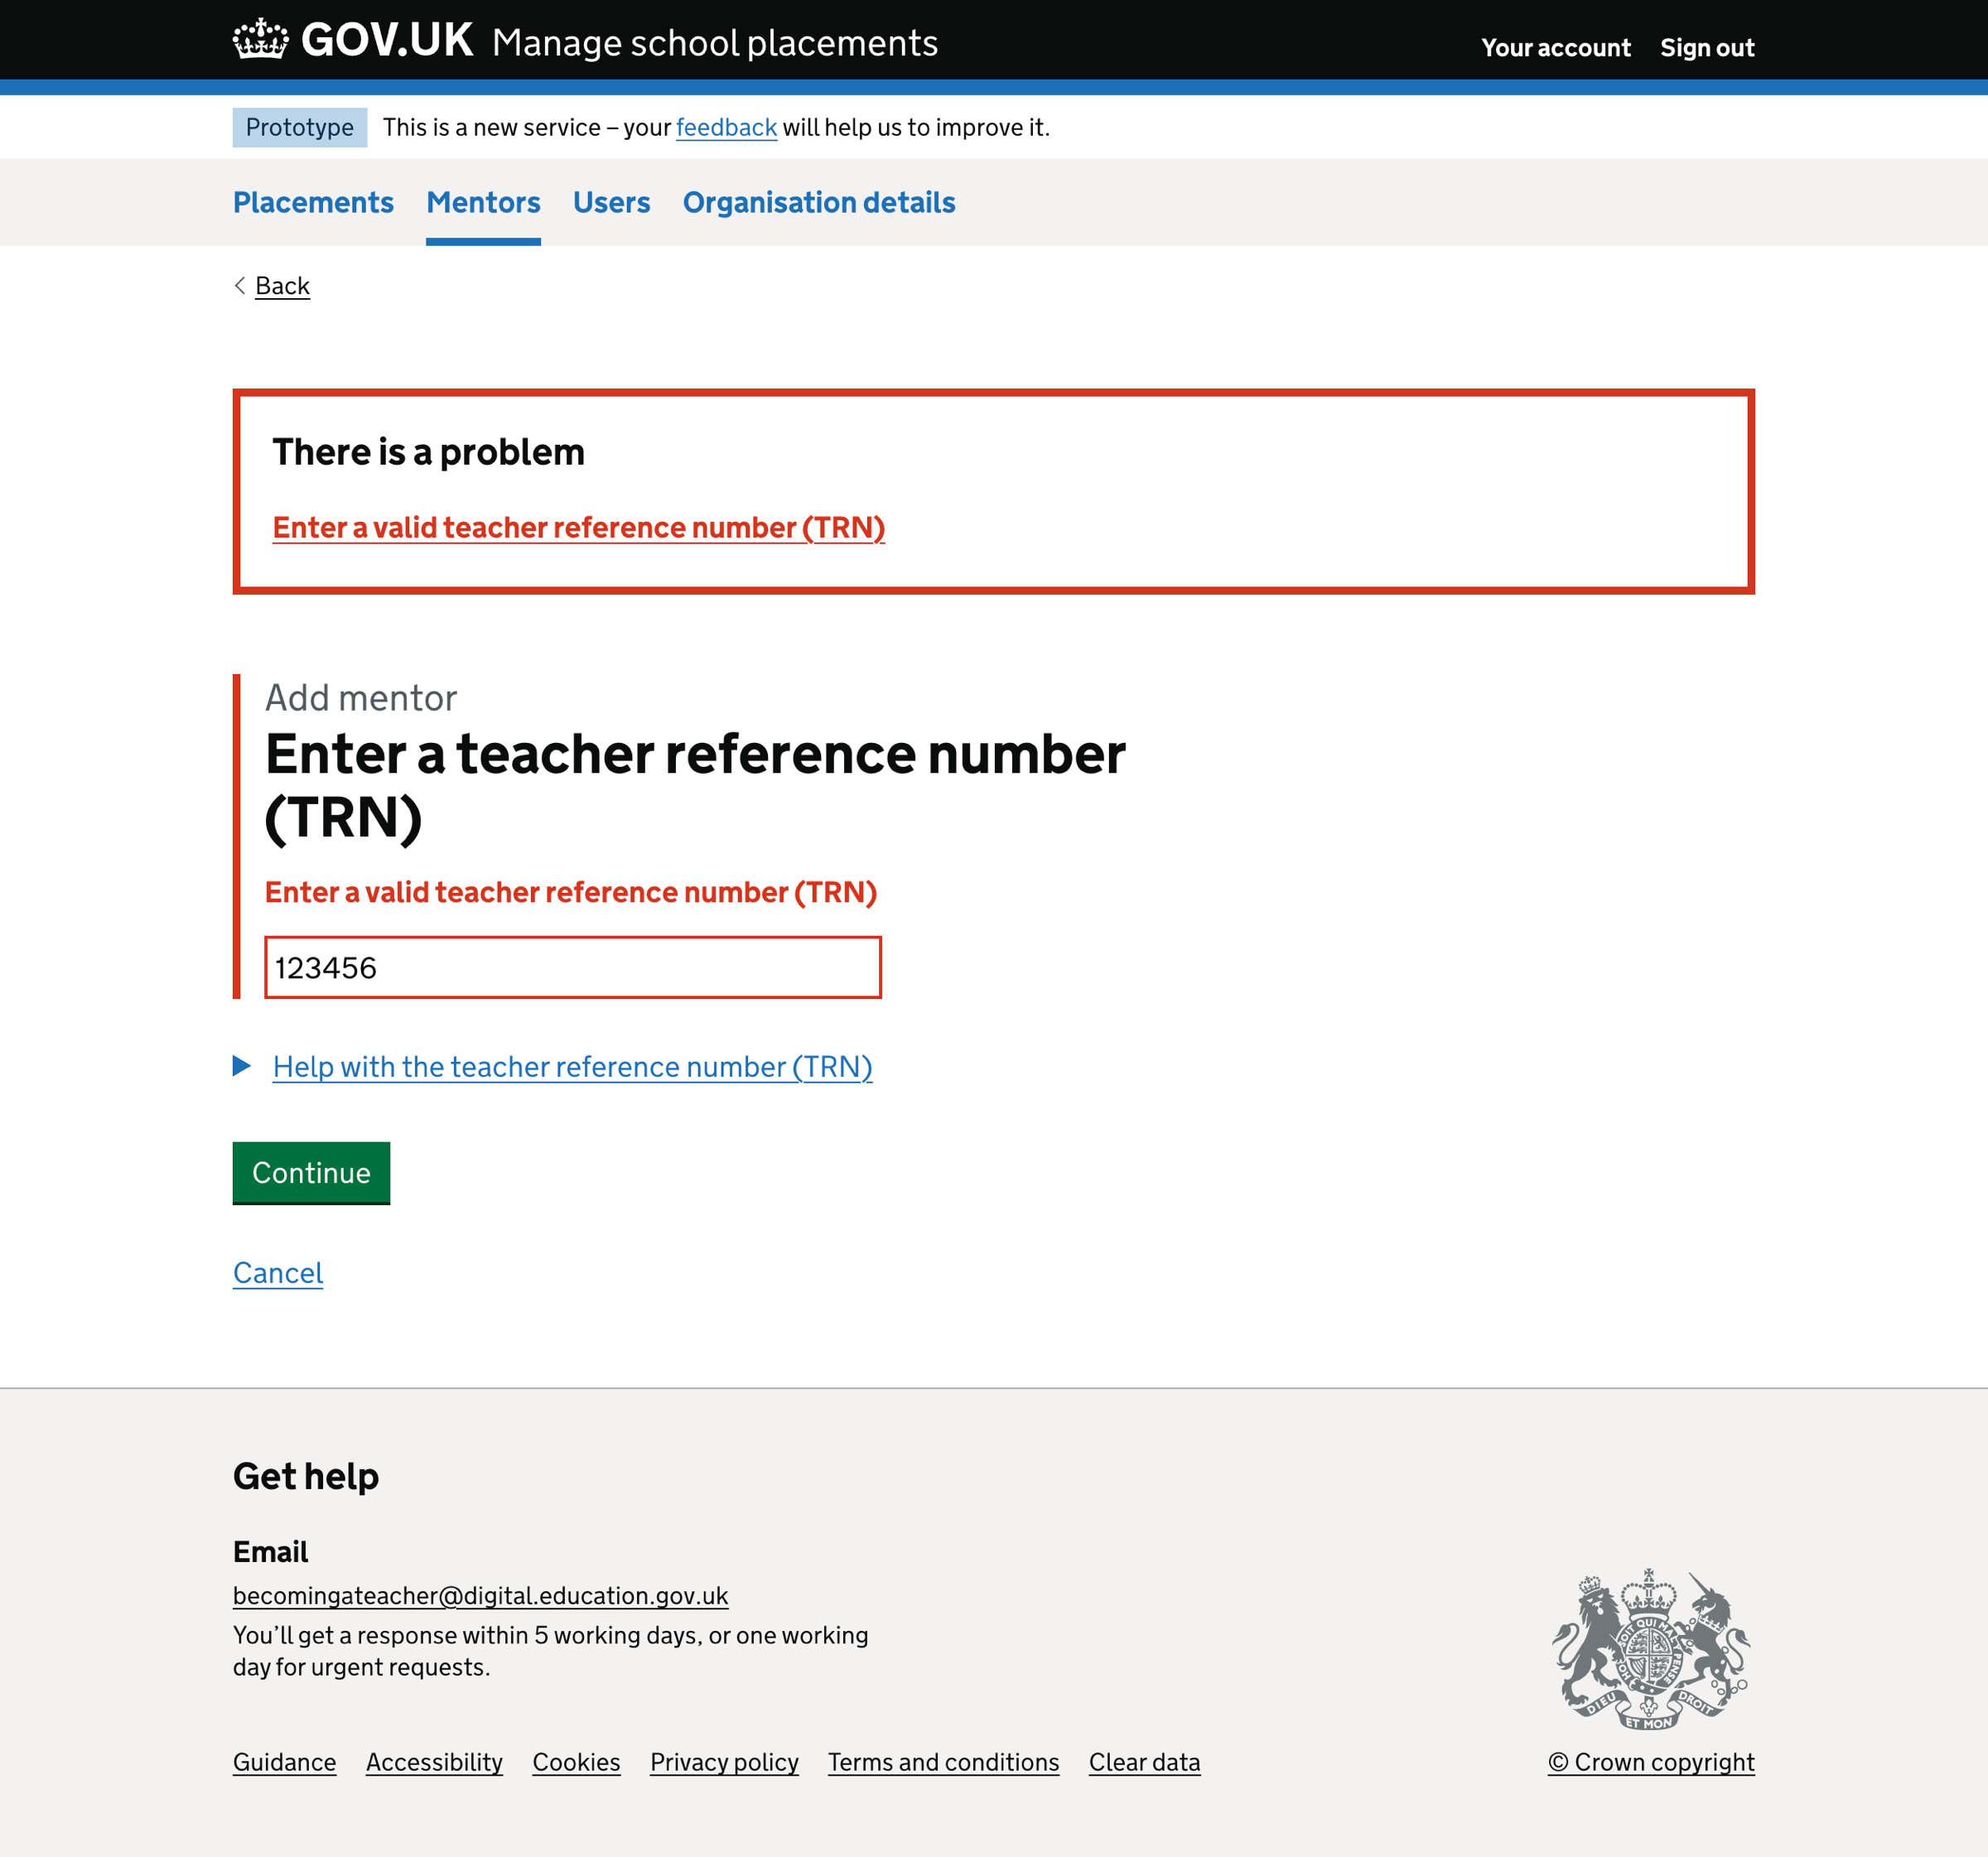 GOV.UK Manage school placements
Your account Sign out
Prototype This is a new service – your feedback will help us to improve it.
Placements Mentors Users Organisation details
Back
There is a problem
Enter a valid teacher reference number (TRN)
Add mentor
Enter a teacher reference number
(TRN)
Enter a valid teacher reference number (TRN)
123456
Help with the teacher reference number (TRN)
Continue
Cancel
Get help
Email
becomingateacher@digital.education.gov.uk
You’ll get a response within 5 working days, or one working
day for urgent requests.
DIEU ET MON DROIT
Guidance Accessibility Cookies Privacy policy Terms and conditions Clear data
© Crown copyright